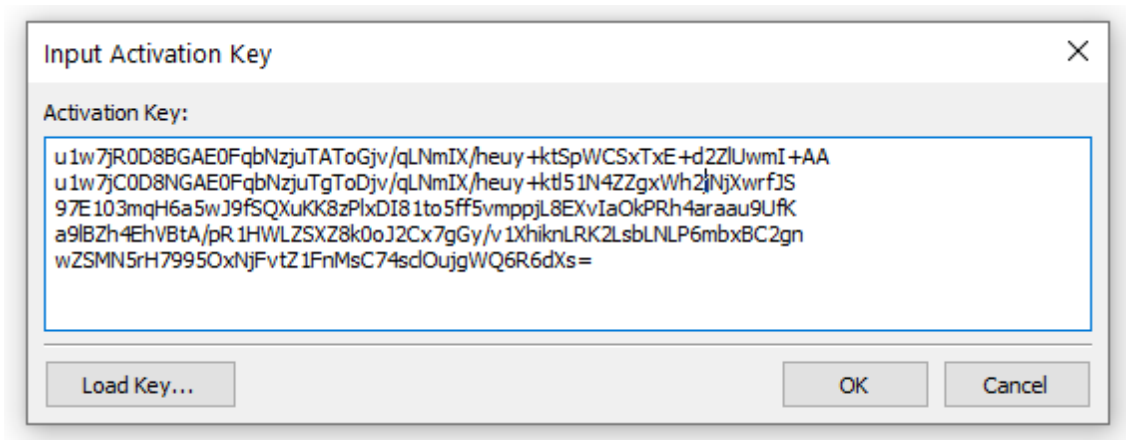 Input Activation Key
Activation Key:
u1w7jR0D8BGAE0FqbNzjuTAToGjv/qLNmIX/heuy+ktSpWCSxTxE+d2ZlUwmI+AA
u1w7jC0D8NGAE0FqbNzjuTgToDjv/qLNmIX/heuy+ktl51N4ZZgxWh2iNjXwrfJS
97E103mqH6a5wJ9fSQXuKK8zPlxDI81to5ff5vmppjL8EXvIaOkPRh4araau9UfK
a9lBZh4EhVBtA/pR1HWLZSXZ8k0oJ2Cx7gGy/v1XhiknLRK2LsbLNLP6mbxBC2gn
wZSMN5rH7995OxNjFvtZ1FnMsC74sclOujgWQ6R6dXs=
Load Key...
OK
Cancel